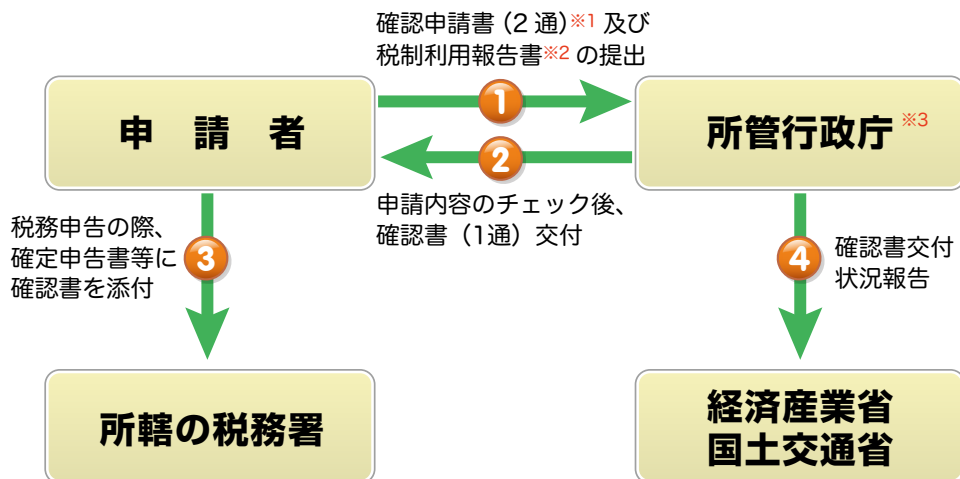 確認申請書（2 通）※1 及び
税制利用報告書※2 の提出
1
申　請　者
所管行政庁 ※3
2
申請内容のチェック後、
確認書（1通）交付
税務申告の際、
確定申告書等に
確認書を添付
3
4
確認書交付
状況報告
所轄の税務署
経済産業省
国土交通省